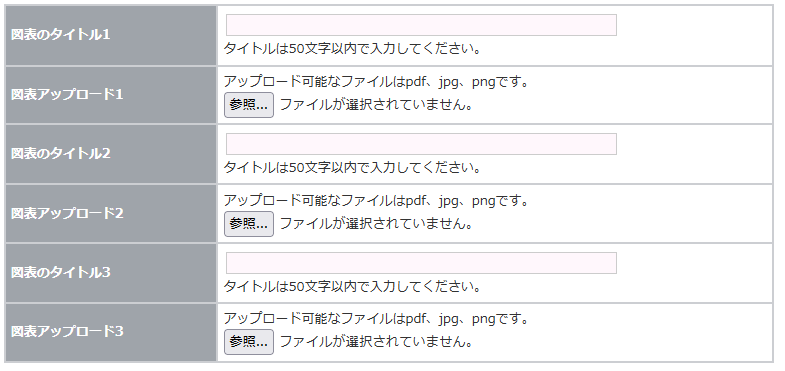 図表のタイトル1
タイトルは50文字以内で入力してください。
図表アップロード1
アップロード可能なファイルはpdf、jpg、pngです。
参照... ファイルが選択されていません。
図表のタイトル2
タイトルは50文字以内で入力してください。
図表アップロード2
アップロード可能なファイルはpdf、jpg、pngです。
参照... ファイルが選択されていません。
図表のタイトル3
タイトルは50文字以内で入力してください。
図表アップロード3
アップロード可能なファイルはpdf、jpg、pngです。
参照... ファイルが選択されていません。